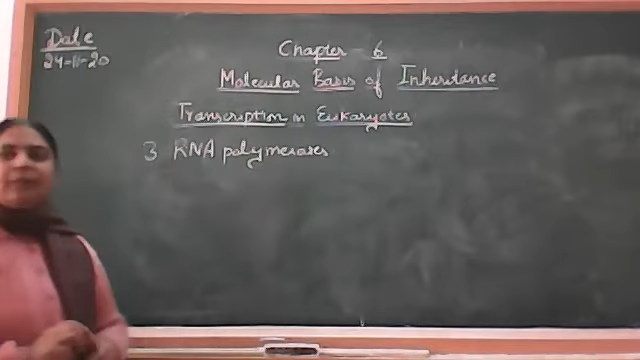 Date
24-11-20
Chapter - 6
Molecular Basis of Inheritance
Transcription in Eukaryotes
3 RNA polymerases